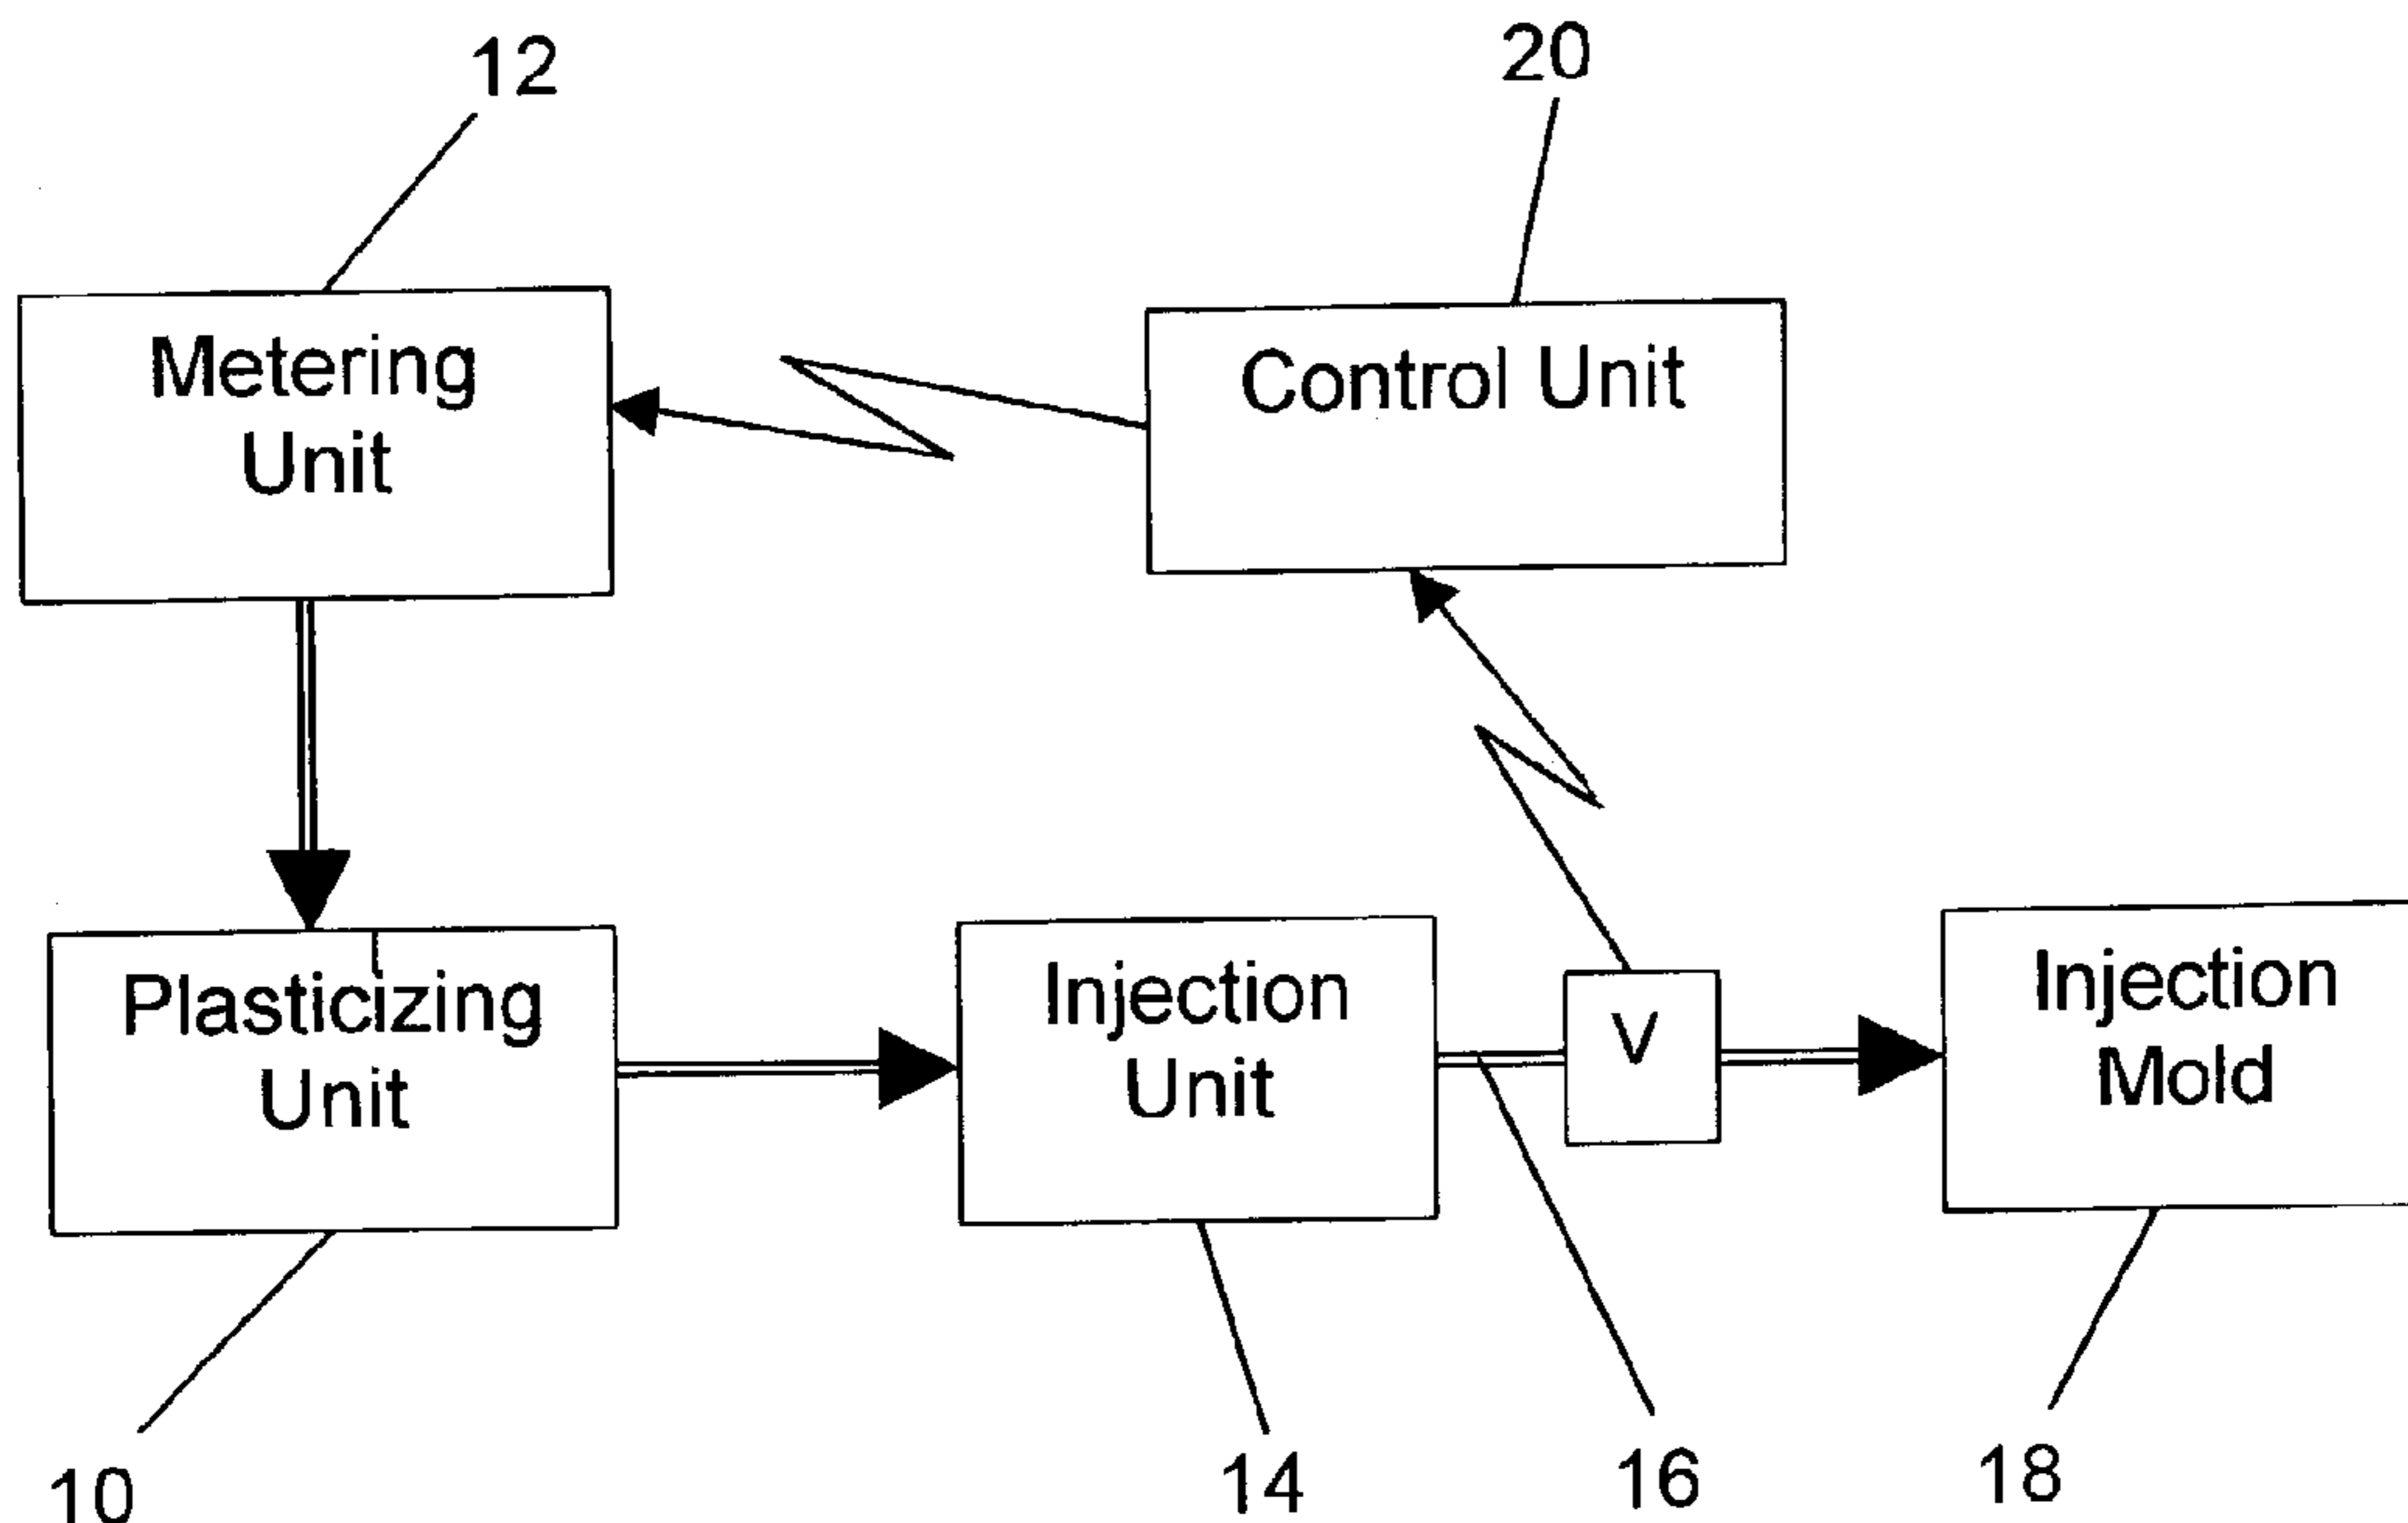 12
20
Metering
Unit
Control Unit
Plasticizing
Unit
Injection
Unit
V
Injection
Mold
10
14
16
18